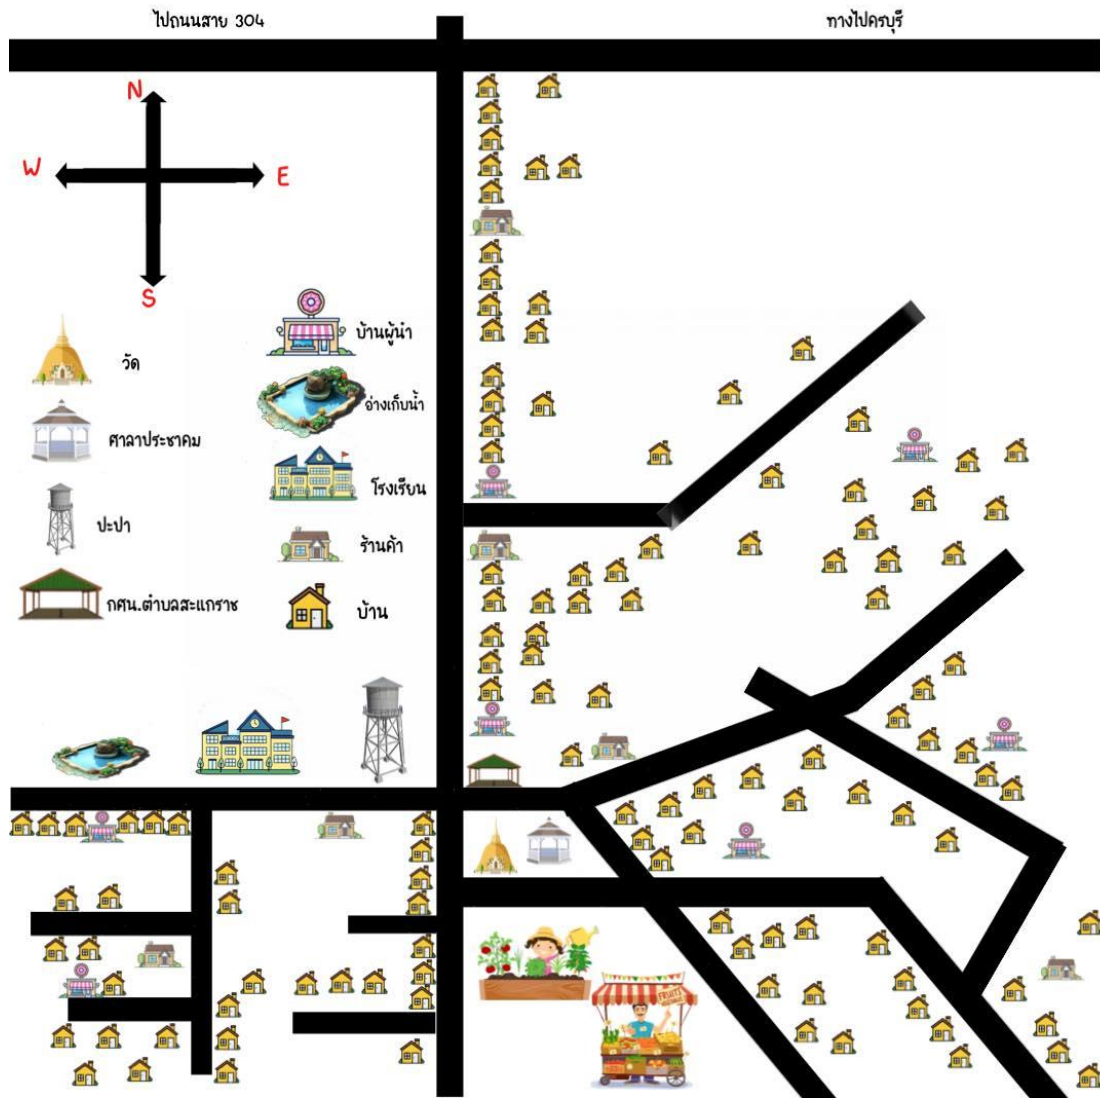 ไปถนนสาย 304
ทางไปครบุรี
N
W
E
S
วัด
บ้านผู้นำ
ศาลาประชาคม
อ่างเก็บน้ำ
ปะปา
โรงเรียน
ร้านค้า
กศน.ตำบลสะแกราช
บ้าน
FRUITS